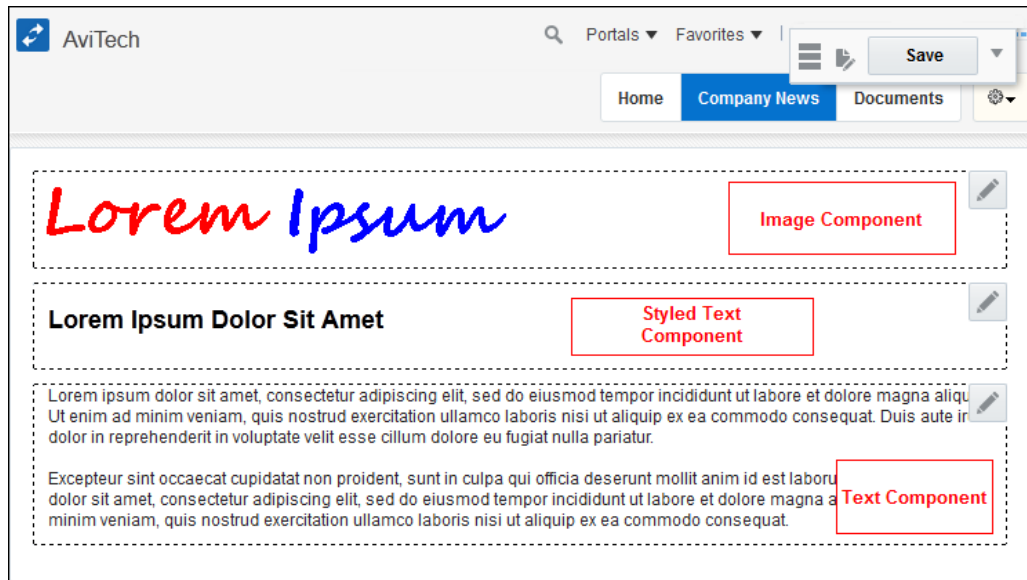 AviTech
Portals Favorites
Save
Home Company News Documents
Lorem Ipsum
Image Component
Lorem Ipsum Dolor Sit Amet
Styled Text
Component
Lorem ipsum dolor sit amet, consectetur adipiscing elit, sed do eiusmod tempor incididunt ut labore et dolore magna aliqu
Ut enim ad minim veniam, quis nostrud exercitation ullamco laboris nisi ut aliquip ex ea commodo consequat. Duis aute ir
dolor in reprehenderit in voluptate velit esse cillum dolore eu fugiat nulla pariatur.
Excepteur sint occaecat cupidatat non proident, sunt in culpa qui officia deserunt mollit anim id est laboru
dolor sit amet, consectetur adipiscing elit, sed do eiusmod tempor incididunt ut labore et dolore magna a
minim veniam, quis nostrud exercitation ullamco laboris nisi ut aliquip ex ea commodo consequat.
Text Component